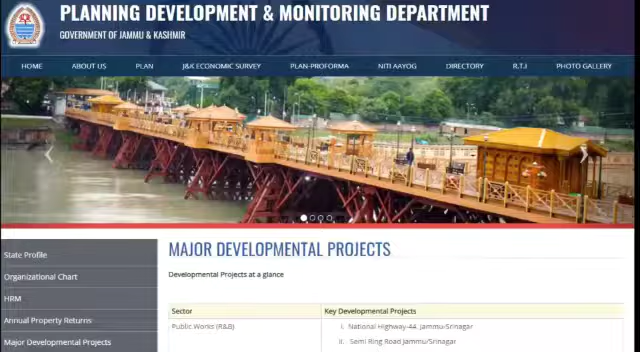 PLANNING DEVELOPMENT & MONITORING DEPARTMENT
GOVERNMENT OF JAMMU & KASHMIR
HOME ABOUT US PLAN J&K ECONOMIC SURVEY PLAN-PROFORMA NITI AAYOG DIRECTORY R.T.I PHOTO GALLERY
MAJOR DEVELOPMENTAL PROJECTS
State Profile
Developmental Projects at a glance
Organizational Chart
HRM
Sector Key Developmental Projects
Annual Property Returns
Public Works (R&B) i. National Highway-44, Jammu/Srinagar
Major Developmental Projects
ii. Semi Ring Road Jammu/Srinagar